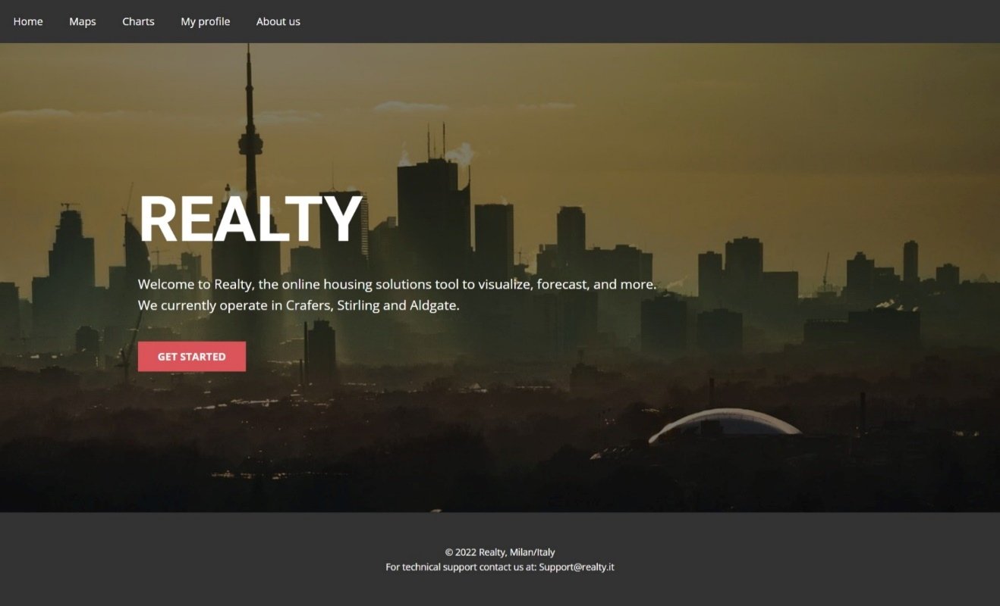 Home Maps Charts My profile About us
REALTY
Welcome to Realty, the online housing solutions tool to visualize, forecast, and more.
We currently operate in Crafers, Stirling and Aldgate.
GET STARTED
© 2022 Realty, Milan/Italy
For technical support contact us at: Support@realty.it